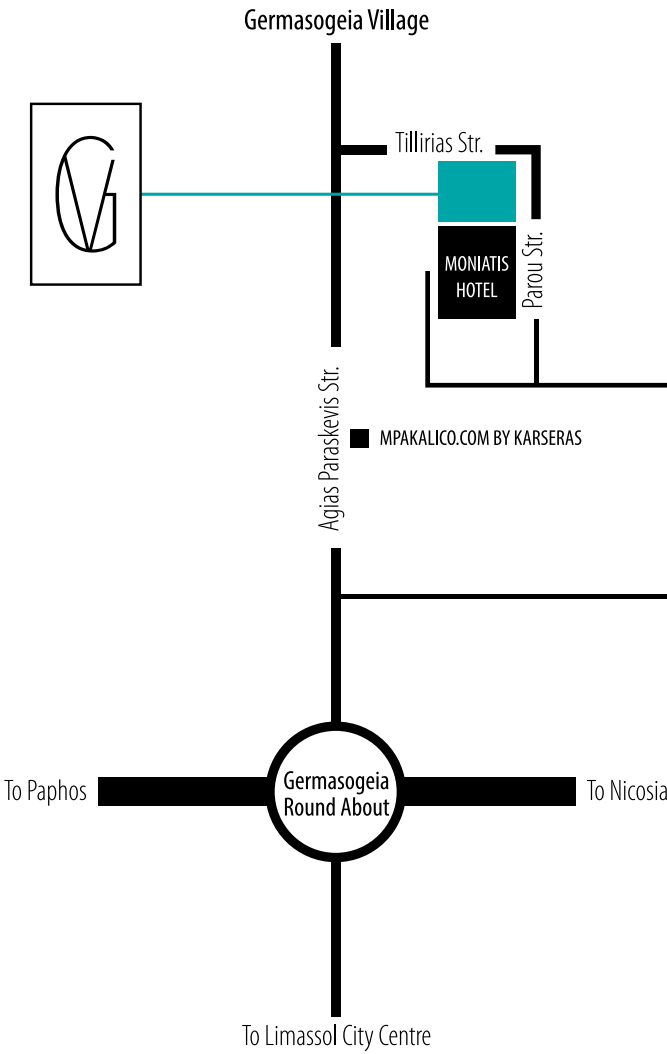 Germasogeia Village
Tillirias Str.
GV
MONIATIS
HOTEL
Parou Str.
Agias Paraskevis Str.
MPAKALICO.COM BY KARSERAS
To Paphos
Germasogeia
Round About
To Nicosia
To Limassol City Centre